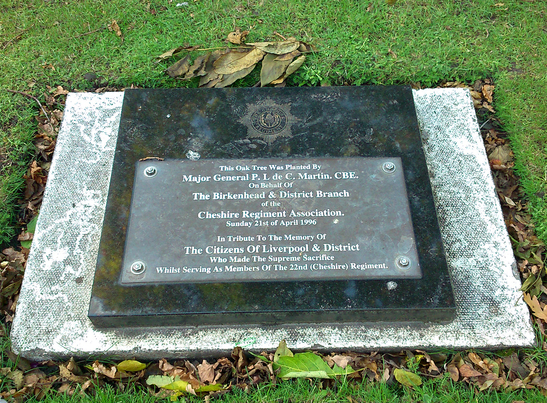 This Oak Tree Was Planted By
Major General P. L de C. Martin. CBE.
On Behalf Of
The Birkenhead & District Branch
of the
Cheshire Regiment Association.
Sunday 21st of April 1996
In Tribute To The Memory Of
The Citizens Of Liverpool & District
Who Made The Supreme Sacrifice
Whilst Serving As Members Of The 22nd (Cheshire) Regiment.